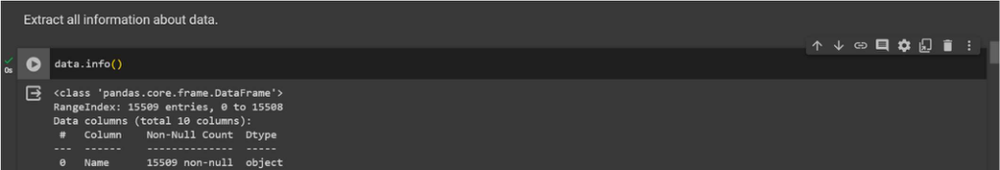 Extract all information about data.
0s
data.info()
<class 'pandas.core.frame.DataFrame'>
RangeIndex: 15509 entries, 0 to 15508
Data columns (total 10 columns):
 #   Column   Non-Null Count  Dtype
---  ------   --------------  -----
 0   Name     15509 non-null  object